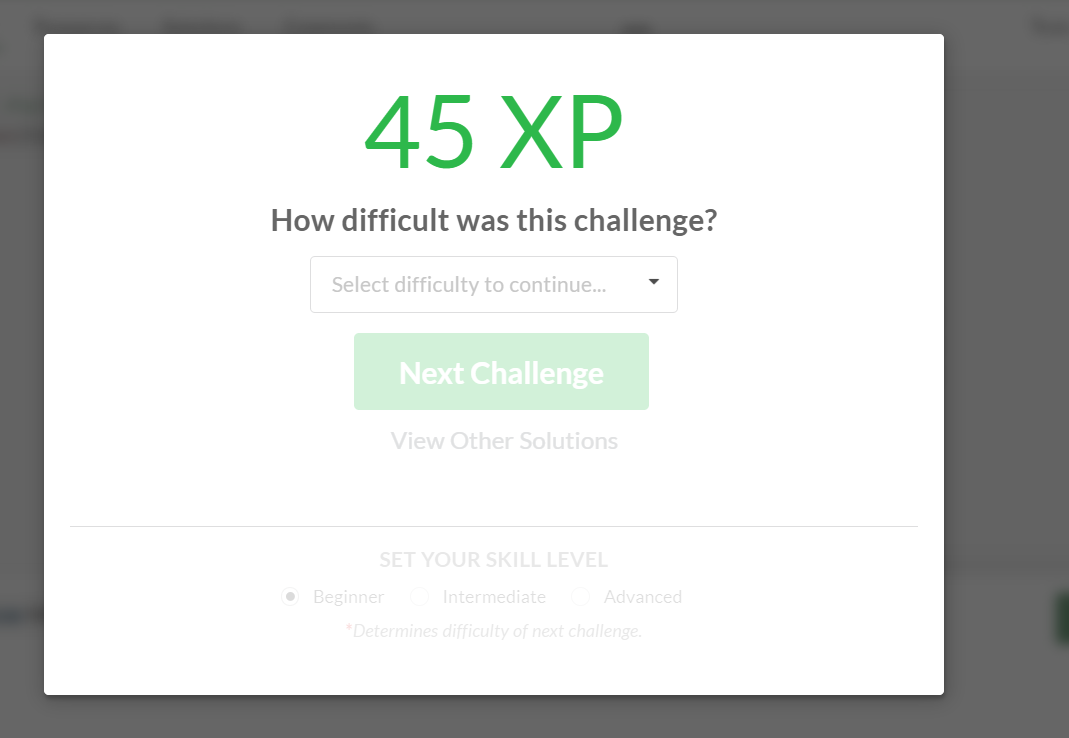 45 XP
How difficult was this challenge?
Select difficulty to continue...
Next Challenge
View Other Solutions
SET YOUR SKILL LEVEL
Beginner Intermediate Advanced
*Determines difficulty of next challenge.